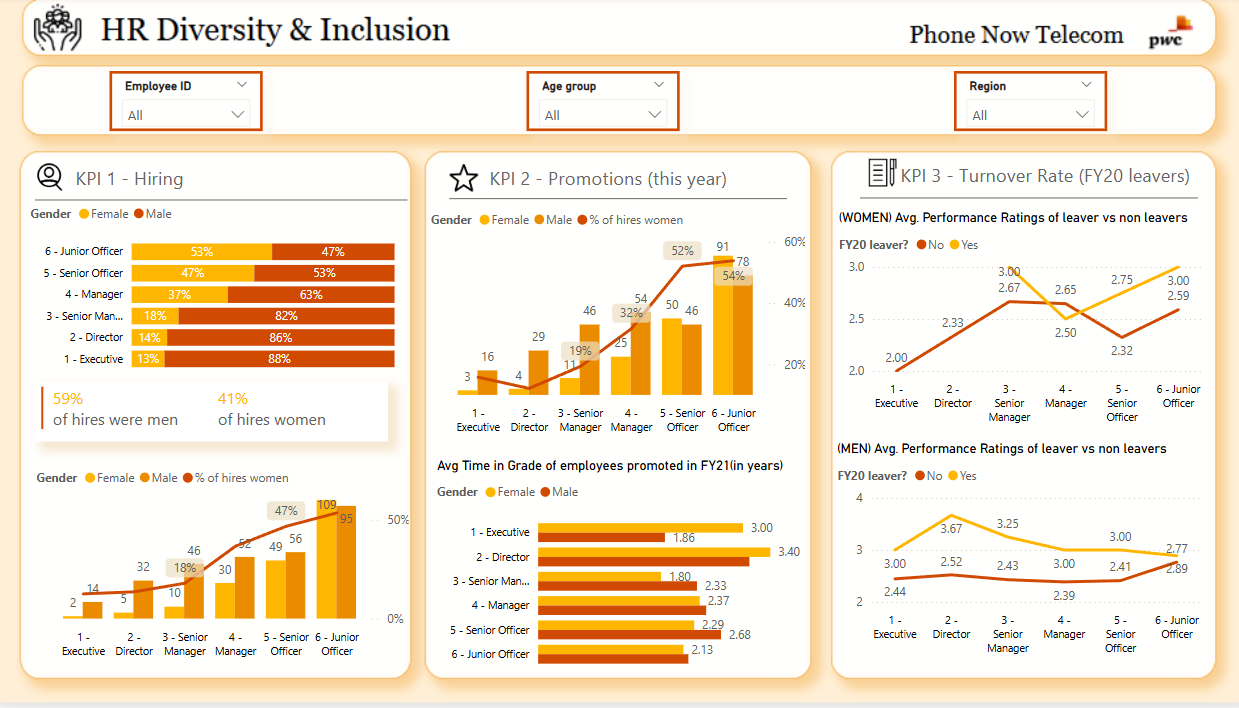 HR Diversity & Inclusion
Phone Now Telecom
pwc
Employee ID
All
Age group
All
Region
All
KPI 1 - Hiring
Gender Female Male
6 - Junior Officer 53% 47%
5 - Senior Officer 47% 53%
4 - Manager 37% 63%
3 - Senior Man... 18% 82%
2 - Director 14% 86%
1 - Executive 13% 88%
59% 41%
of hires were men of hires women
Gender Female Male % of hires women
109
95
50%
47%
49 56
52
46
18%
30
32
14
10
5
2
0%
1 - 2 - 3 - Senior 4 - 5 - Senior 6 - Junior
Executive Director Manager Manager Officer Officer
KPI 2 - Promotions (this year)
Gender Female Male % of hires women
60%
52% 91
78
54%
40%
54
50 46
46
32%
29
25
19%
20%
16
11
3 4
1 - 2 - 3 - Senior 4 - 5 - Senior 6 - Junior
Executive Director Manager Manager Officer Officer
Avg Time in Grade of employees promoted in FY21(in years)
Gender Female Male
1 - Executive 3.00
1.86
2 - Director 3.40
3 - Senior Man... 1.80
2.33
4 - Manager 2.37
5 - Senior Officer 2.29
2.68
6 - Junior Officer 2.13
KPI 3 - Turnover Rate (FY20 leavers)
(WOMEN) Avg. Performance Ratings of leaver vs non leavers
FY20 leaver? No Yes
3.0
3.00
2.67
2.65
2.75
3.00
2.59
2.5
2.33
2.50
2.32
2.00
2.0
1 - 2 - 3 - 4 - 5 - 6 - Junior
Executive Director Senior Manager Senior Officer
Manager Officer
(MEN) Avg. Performance Ratings of leaver vs non leavers
FY20 leaver? No Yes
4
3.67
3.25
3
3.00
3.00
3.00
2.77
2.52
2.43
2.41
2.89
2.44
2.39
2
1 - 2 - 3 - 4 - 5 - 6 - Junior
Executive Director Senior Manager Senior Officer
Manager Officer